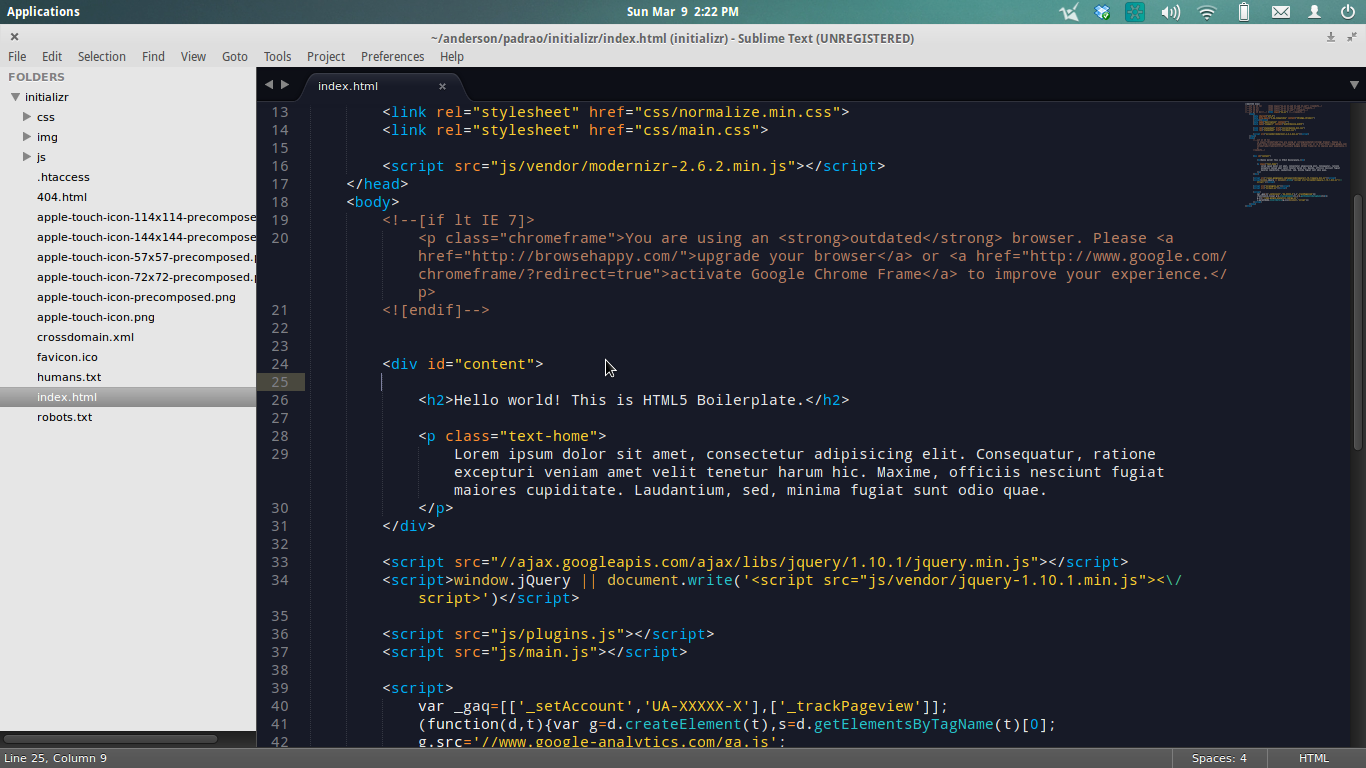 Applications
Sun Mar 9 2:22 PM
~/anderson/padrao/initializr/index.html (initializr) - Sublime Text (UNREGISTERED)
File Edit Selection Find View Goto Tools Project Preferences Help
FOLDERS
initializr
css
img
js
.htaccess
404.html
apple-touch-icon-114x114-precompose
apple-touch-icon-144x144-precompose
apple-touch-icon-57x57-precomposed.p
apple-touch-icon-72x72-precomposed.p
apple-touch-icon-precomposed.png
apple-touch-icon.png
crossdomain.xml
favicon.ico
humans.txt
index.html
robots.txt
index.html
13 <link rel="stylesheet" href="css/normalize.min.css">
14 <link rel="stylesheet" href="css/main.css">
15
16 <script src="js/vendor/modernizr-2.6.2.min.js"></script>
17 </head>
18 <body>
19 <!--[if lt IE 7]>
20 <p class="chromeframe">You are using an <strong>outdated</strong> browser. Please <a
href="http://browsehappy.com/">upgrade your browser</a> or <a href="http://www.google.com/
chromeframe/?redirect=true">activate Google Chrome Frame</a> to improve your experience.</
p>
21 <![endif]-->
22
23
24 <div id="content">
25
26 <h2>Hello world! This is HTML5 Boilerplate.</h2>
27
28 <p class="text-home">
29 Lorem ipsum dolor sit amet, consectetur adipisicing elit. Consequatur, ratione
excepturi veniam amet velit tenetur harum hic. Maxime, officiis nesciunt fugiat
maiores cupiditate. Laudantium, sed, minima fugiat sunt odio quae.
30 </p>
31 </div>
32
33 <script src="//ajax.googleapis.com/ajax/libs/jquery/1.10.1/jquery.min.js"></script>
34 <script>window.jQuery || document.write('<script src="js/vendor/jquery-1.10.1.min.js"><\/
script>')</script>
35
36 <script src="js/plugins.js"></script>
37 <script src="js/main.js"></script>
38
39 <script>
40 var _gaq=[['_setAccount','UA-XXXXX-X'],['_trackPageview']];
41 (function(d,t){var g=d.createElement(t),s=d.getElementsByTagName(t)[0];
42 g.src='//www.google-analytics.com/ga.js';
Line 25, Column 9
Spaces: 4
HTML